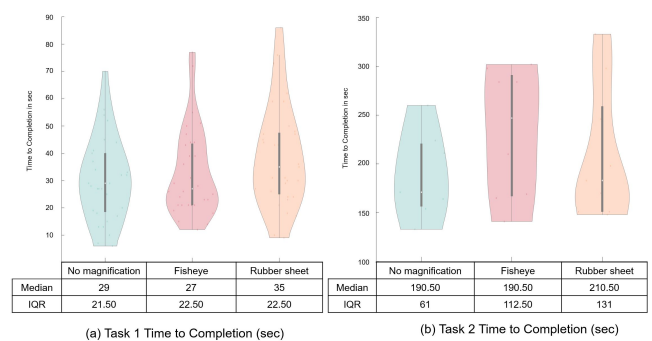 90
80
70
60
50
40
30
20
10
Time to Completion in sec
No magnification Fisheye Rubber sheet
Median 29 27 35
IQR 21.50 22.50 22.50
(a) Task 1 Time to Completion (sec)
350
300
250
200
150
100
Time to Completion in sec
No magnification Fisheye Rubber sheet
Median 190.50 190.50 210.50
IQR 61 112.50 131
(b) Task 2 Time to Completion (sec)